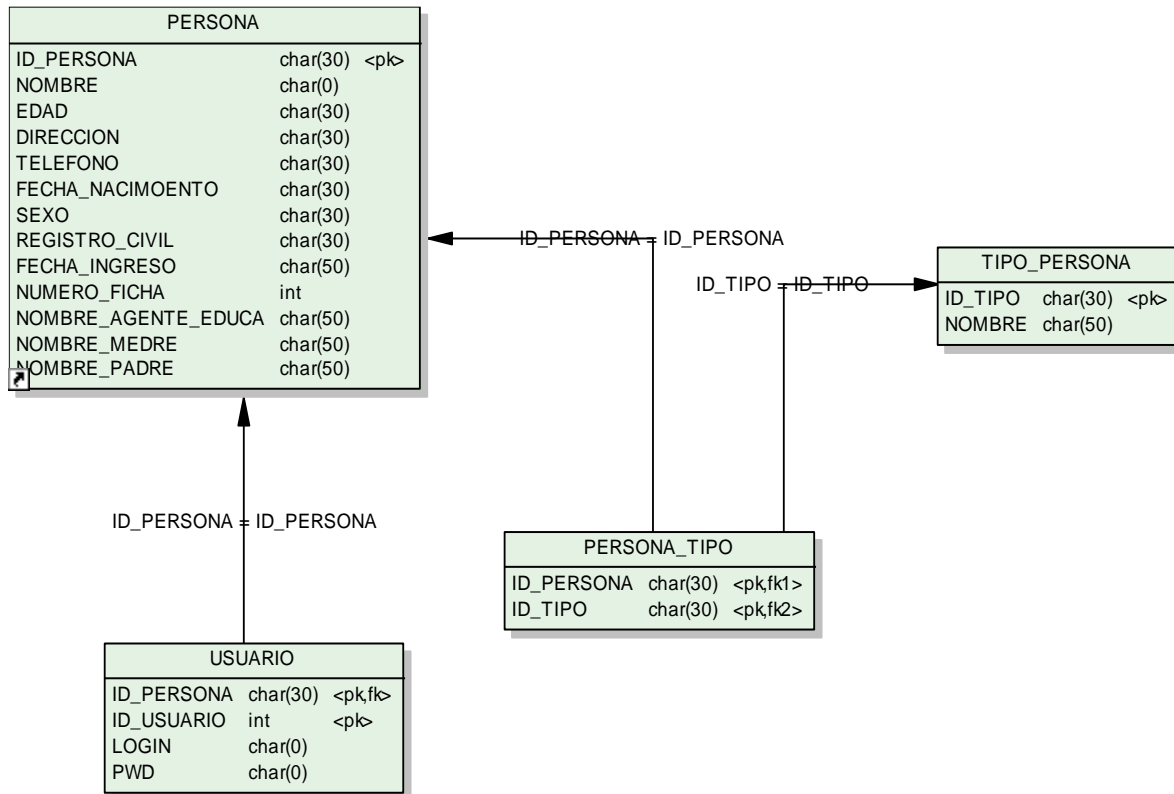 PERSONA
ID_PERSONA char(30) <pk>
NOMBRE char(0)
EDAD char(30)
DIRECCION char(30)
TELEFONO char(30)
FECHA_NACIMOENTO char(30)
SEXO char(30)
REGISTRO_CIVIL char(30)
FECHA_INGRESO char(50)
NUMERO_FICHA int
NOMBRE_AGENTE_EDUCA char(50)
NOMBRE_MEDRE char(50)
NOMBRE_PADRE char(50)
ID_PERSONA = ID_PERSONA
ID_TIPO = ID_TIPO
TIPO_PERSONA
ID_TIPO char(30) <pk>
NOMBRE char(50)
ID_PERSONA = ID_PERSONA
PERSONA_TIPO
ID_PERSONA char(30) <pk,fk1>
ID_TIPO char(30) <pk,fk2>
USUARIO
ID_PERSONA char(30) <pk,fk>
ID_USUARIO int <pk>
LOGIN char(0)
PWD char(0)